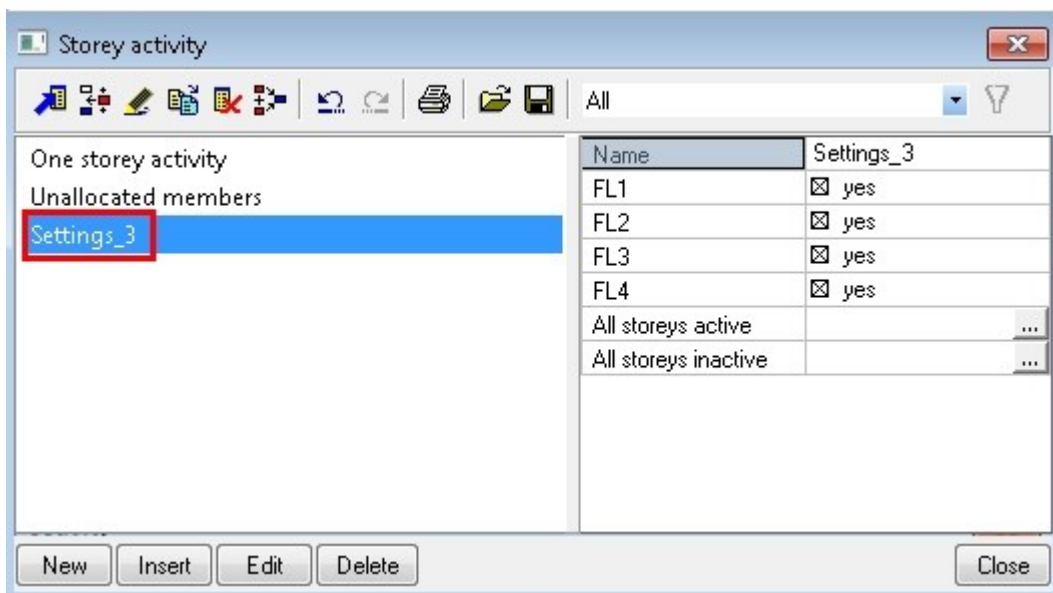 Storey activity
All
One storey activity
Unallocated members
Settings_3
Name Settings_3
FL1 yes
FL2 yes
FL3 yes
FL4 yes
All storeys active ...
All storeys inactive ...
New Insert Edit Delete Close